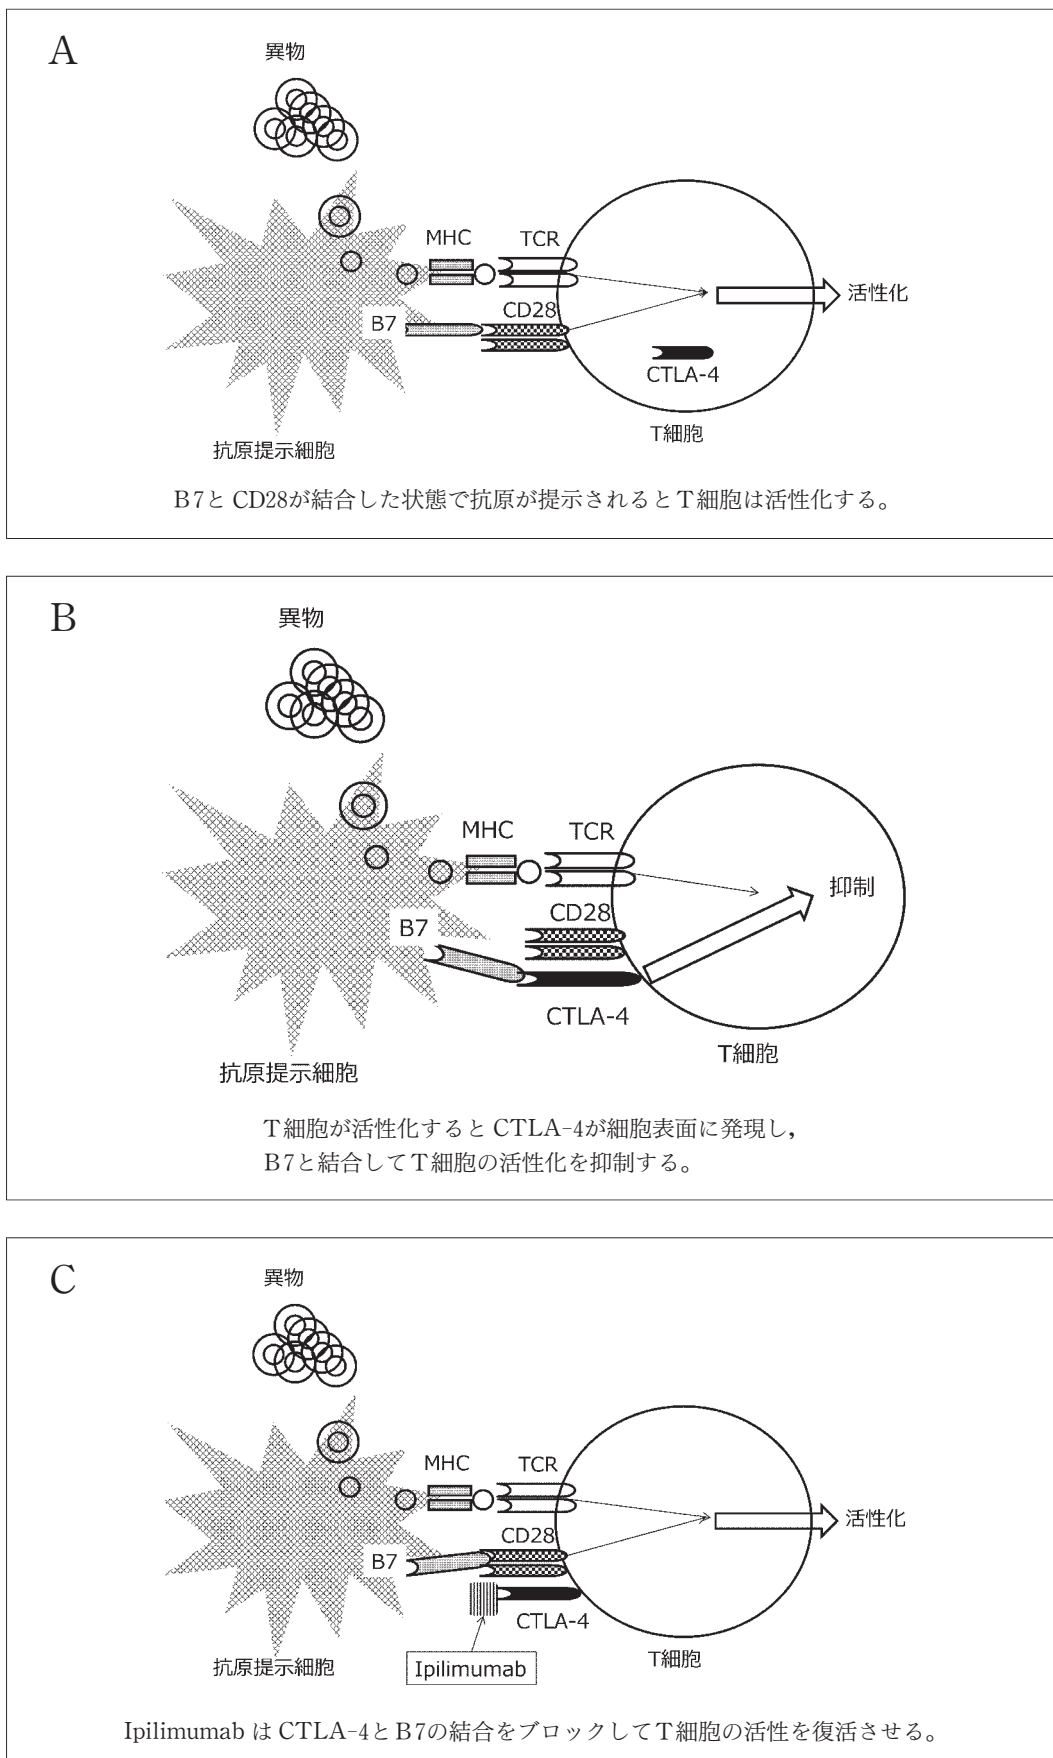 A
異物
MHC
TCR
B7
CD28
活性化
CTLA-4
T細胞
抗原提示細胞
B7と CD28が結合した状態で抗原が提示されるとT細胞は活性化する。
B
異物
MHC
TCR
抑制
B7
CD28
CTLA-4
T細胞
抗原提示細胞
T細胞が活性化すると CTLA-4が細胞表面に発現し，
B7と結合してT細胞の活性化を抑制する。
C
異物
MHC
TCR
活性化
CD28
B7
CTLA-4
T細胞
抗原提示細胞
Ipilimumab
Ipilimumab は CTLA-4とB7の結合をブロックしてT細胞の活性を復活させる。